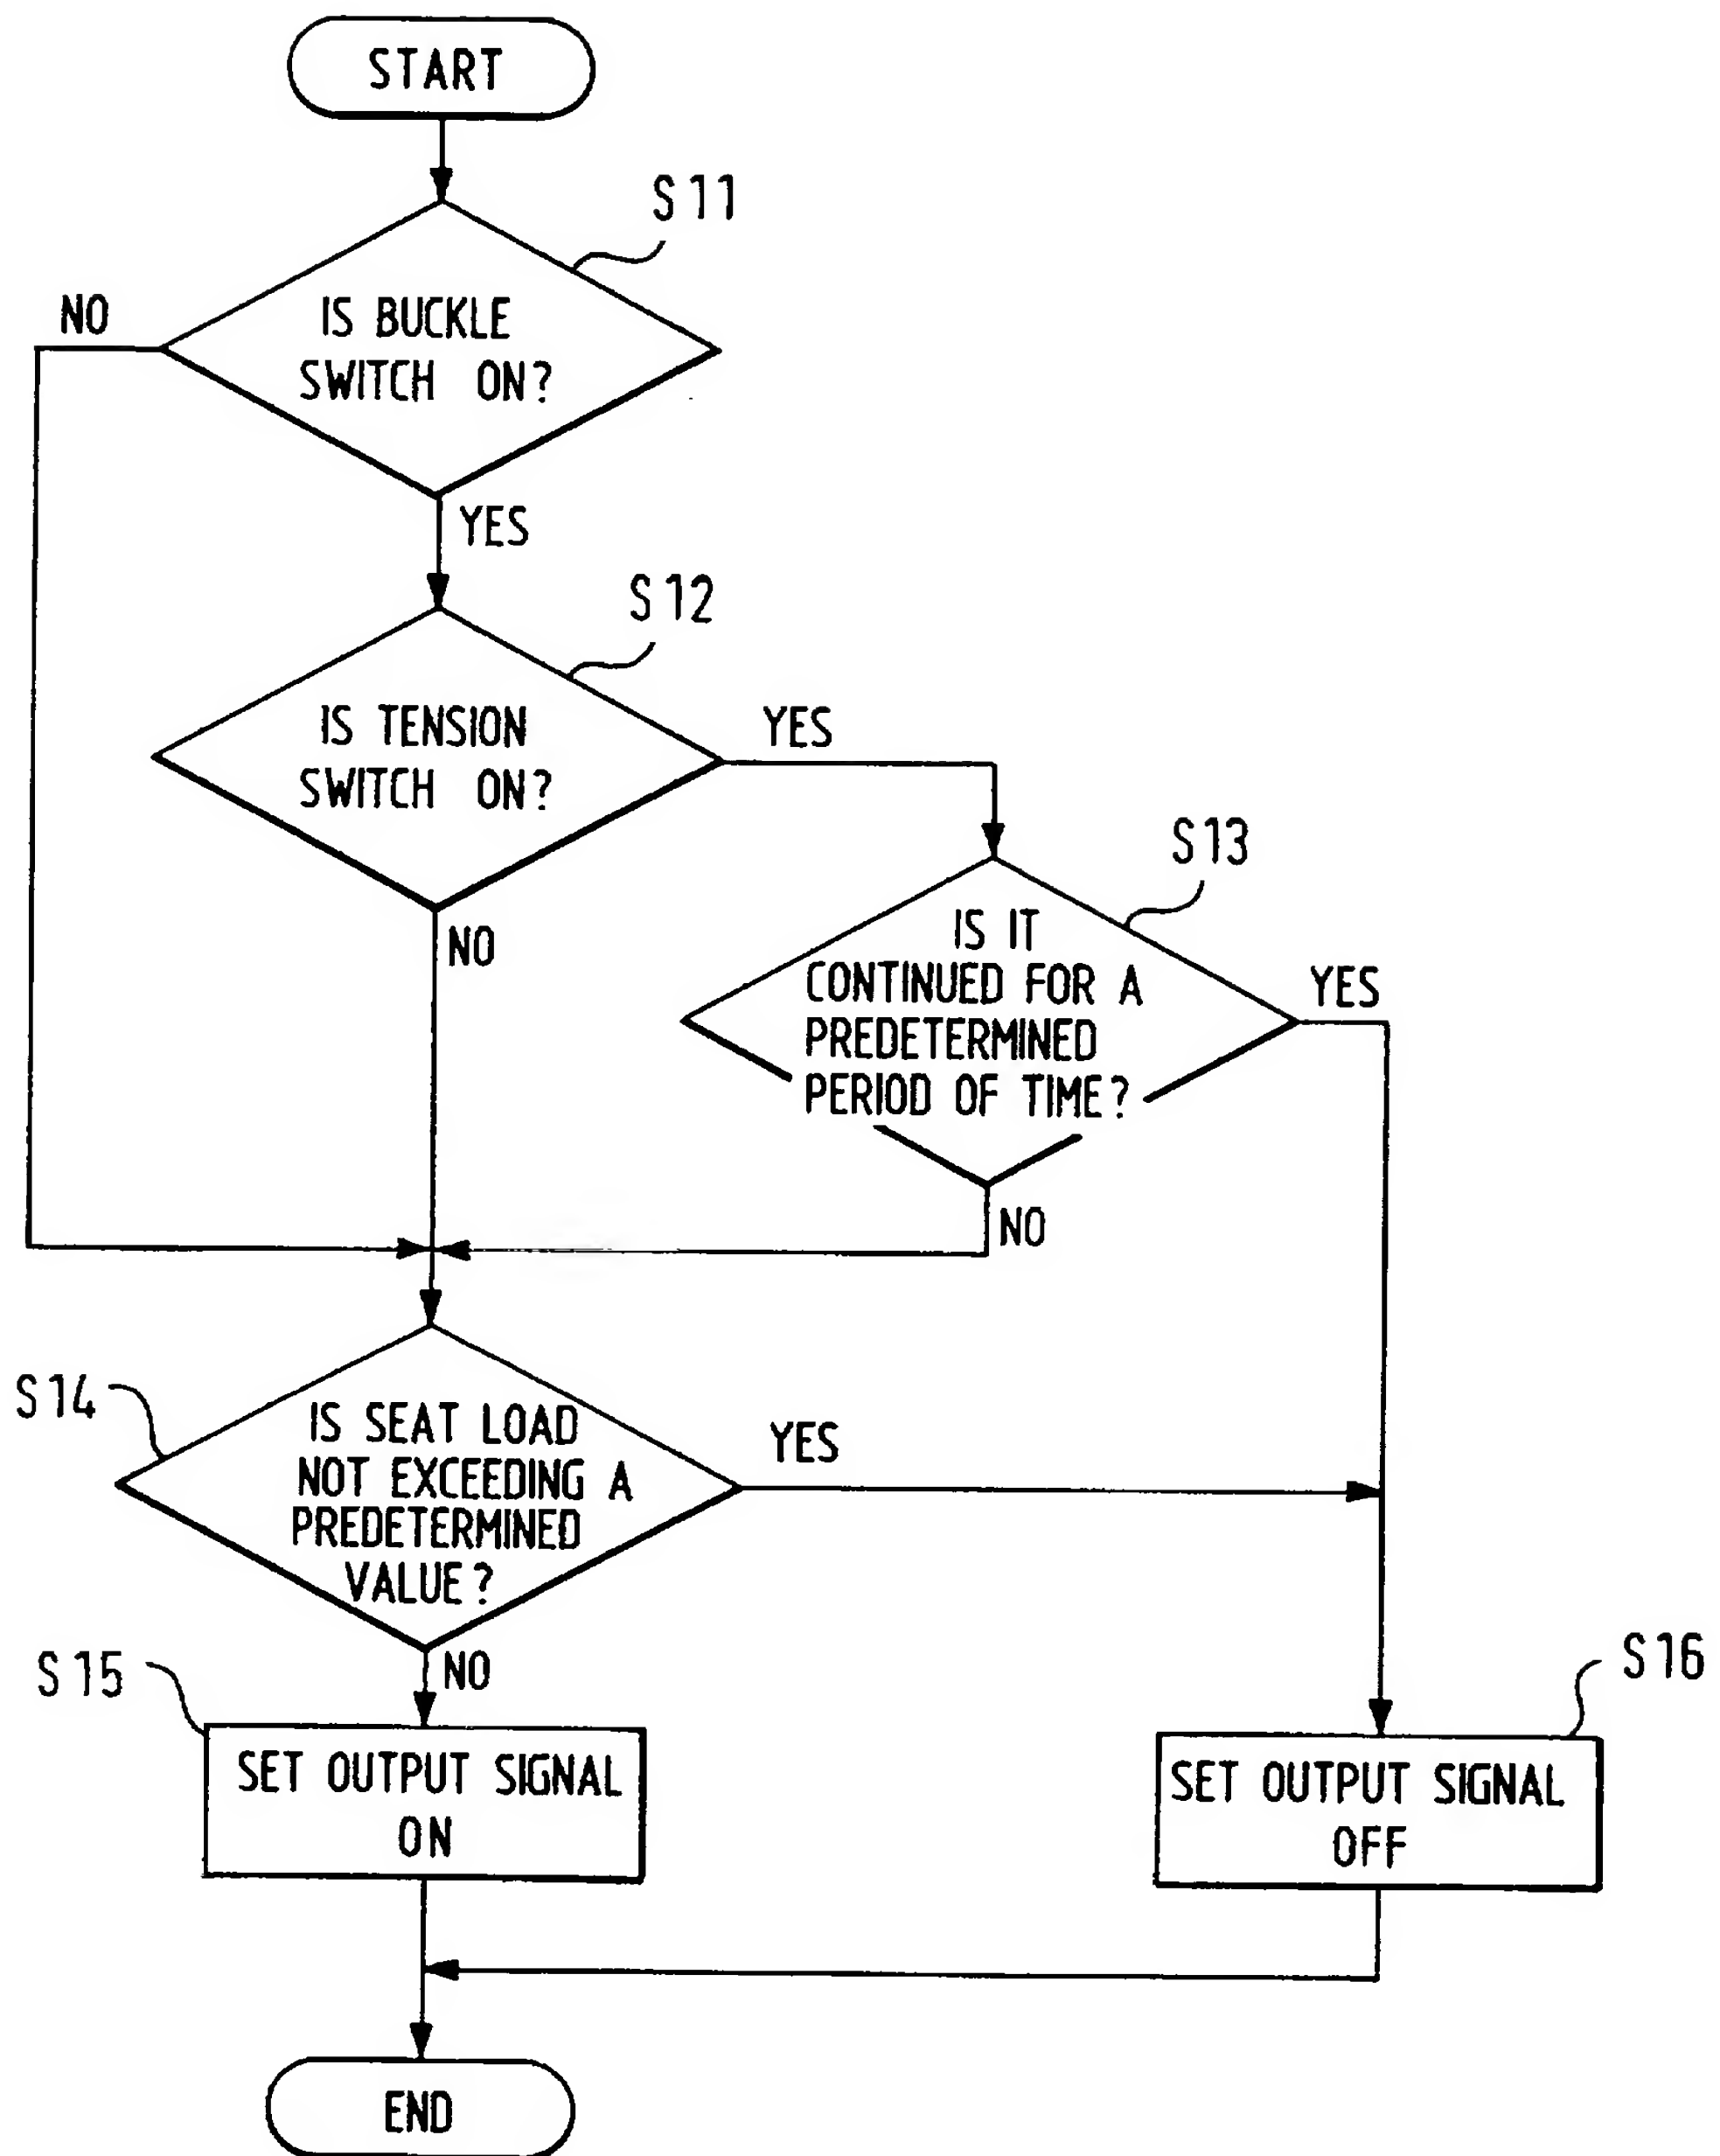 START
S11
NO
IS BUCKLE
SWITCH ON?
YES
S12
IS TENSION
SWITCH ON?
YES
S13
NO
IS IT
CONTINUED FOR A
PREDETERMINED
PERIOD OF TIME?
YES
NO
S14
IS SEAT LOAD
NOT EXCEEDING A
PREDETERMINED
VALUE?
YES
NO
S15
SET OUTPUT SIGNAL
ON
S16
SET OUTPUT SIGNAL
OFF
END